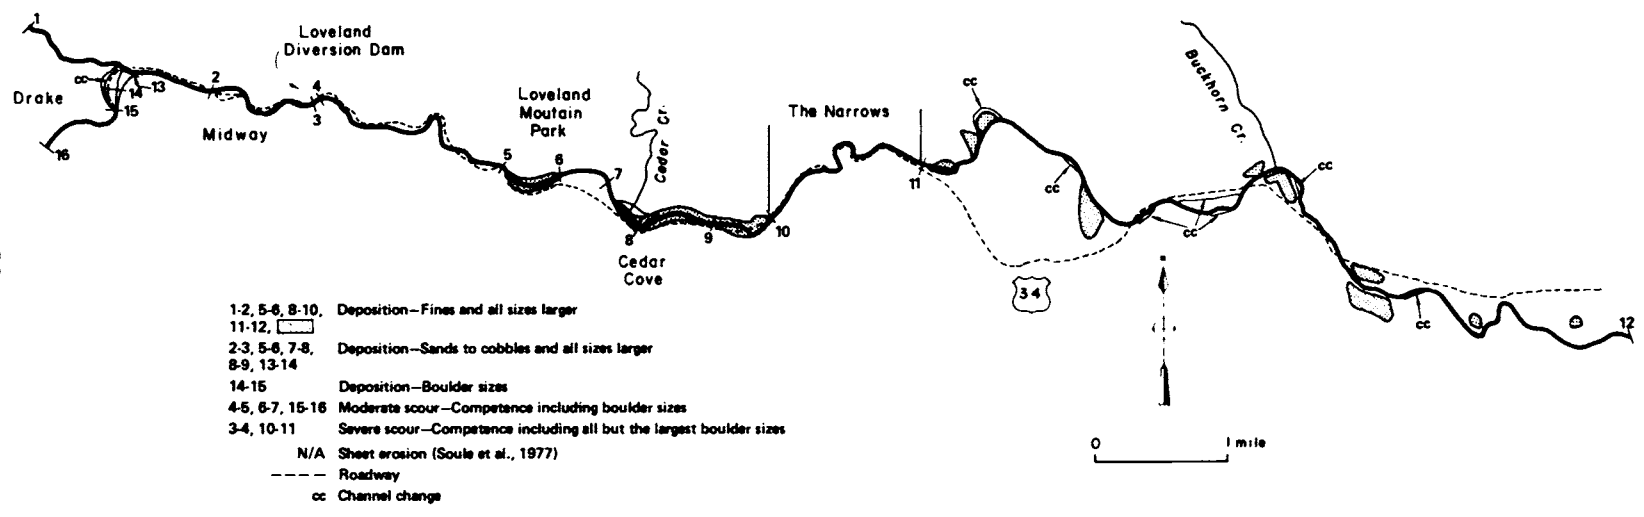 1
Loveland
Diversion Dam
cc
13
14
15
Drake
16
2
4
3
Midway
Loveland
Moutain
Park
5
6
7
Cedar Cr.
8
9
10
Cedar
Cove
The Narrows
11
cc
cc
Buckhorn Cr.
cc
cc
34
cc
12
1-2, 5-6, 8-10, Deposition—Fines and all sizes larger
11-12,
2-3, 5-6, 7-8, Deposition—Sands to cobbles and all sizes larger
8-9, 13-14
14-15 Deposition—Boulder sizes
4-5, 6-7, 15-16 Moderate scour—Competence including boulder sizes
3-4, 10-11 Severe scour—Competence including all but the largest boulder sizes
N/A Sheet erosion (Soule et al., 1977)
Roadway
cc Channel change
0 1 mile